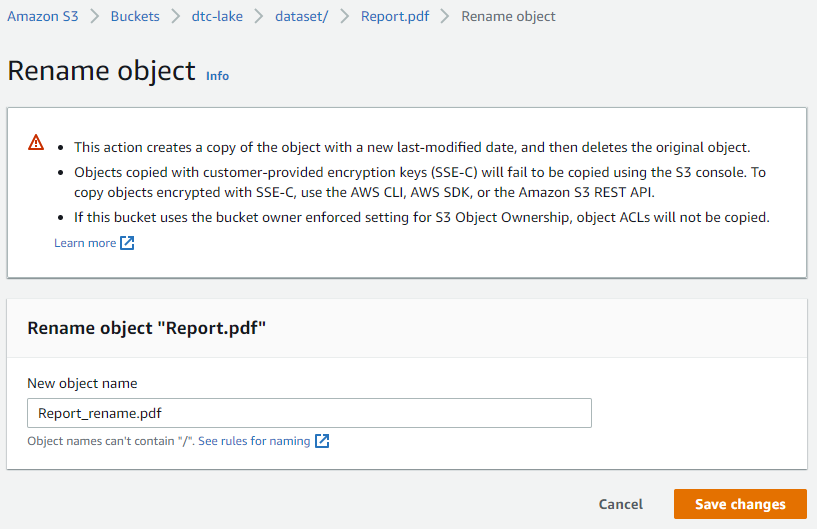 Amazon S3 > Buckets > dtc-lake > dataset/ > Report.pdf > Rename object
Rename object Info
• This action creates a copy of the object with a new last-modified date, and then deletes the original object.
• Objects copied with customer-provided encryption keys (SSE-C) will fail to be copied using the S3 console. To
copy objects encrypted with SSE-C, use the AWS CLI, AWS SDK, or the Amazon S3 REST API.
• If this bucket uses the bucket owner enforced setting for S3 Object Ownership, object ACLs will not be copied.
Learn more
Rename object "Report.pdf"
New object name
Report_rename.pdf
Object names can't contain "/". See rules for naming
Cancel Save changes